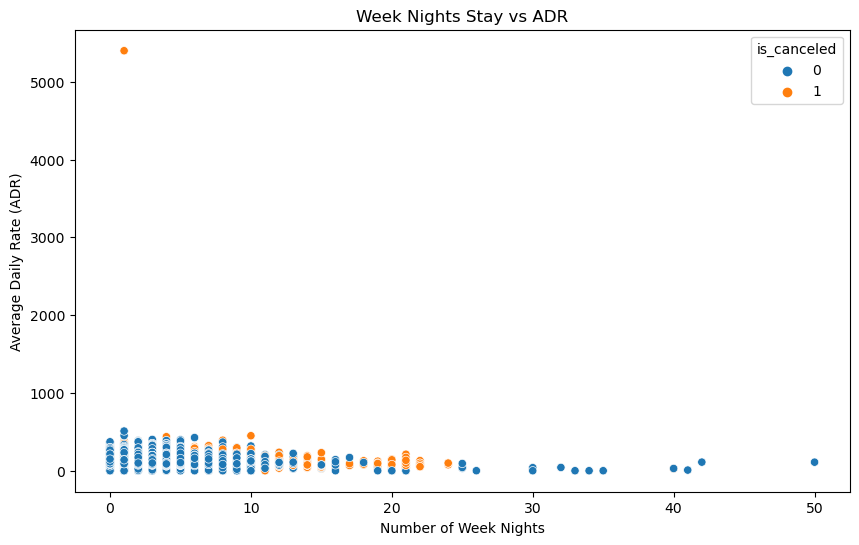 Week Nights Stay vs ADR
is_canceled
0
1
5000
4000
3000
2000
1000
0
Average Daily Rate (ADR)
0 10 20 30 40 50
Number of Week Nights